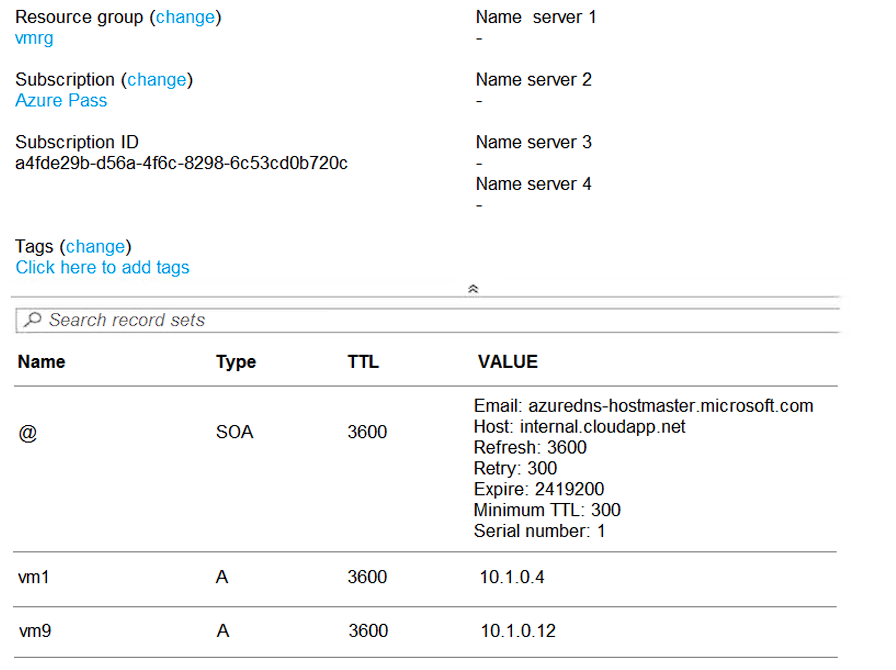 Resource group (change)
vmrg
Subscription (change)
Azure Pass
Subscription ID
a4fde29b-d56a-4f6c-8298-6c53cd0b720c
Tags (change)
Click here to add tags
Name server 1
-
Name server 2
-
Name server 3
-
Name server 4
-
Search record sets
Name Type TTL VALUE
@ SOA 3600
Email: azuredns-hostmaster.microsoft.com
Host: internal.cloudapp.net
Refresh: 3600
Retry: 300
Expire: 2419200
Minimum TTL: 300
Serial number: 1
vm1 A 3600 10.1.0.4
vm9 A 3600 10.1.0.12